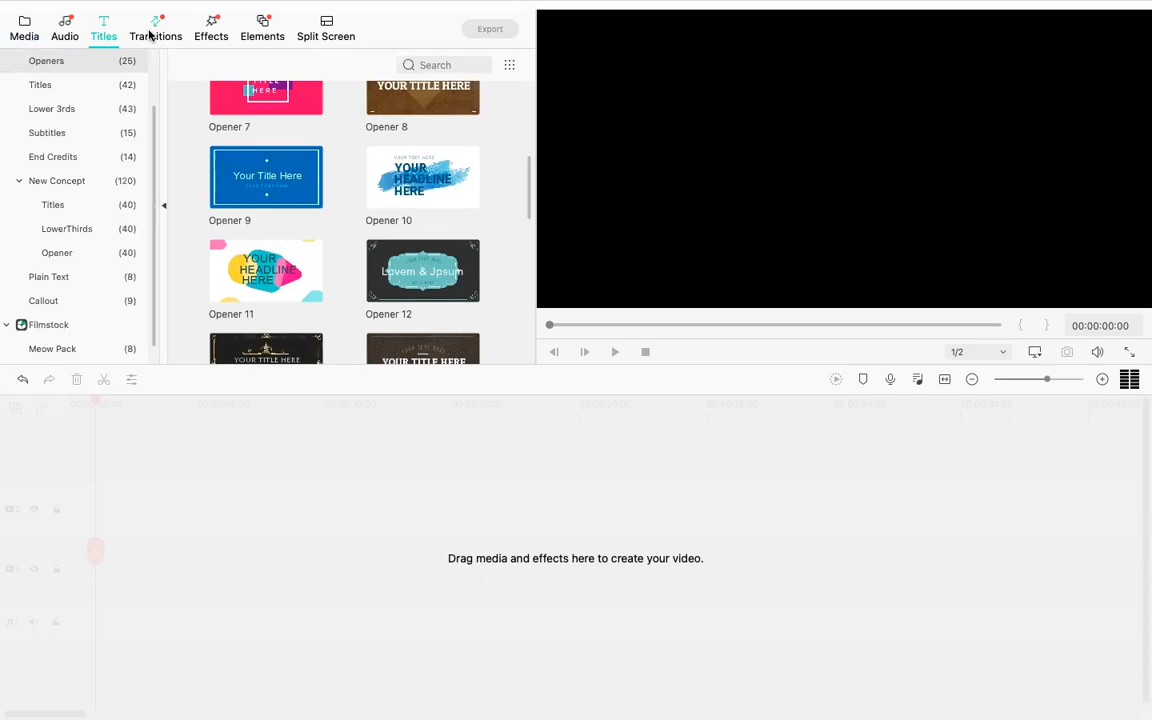 Media Audio Titles Transitions Effects Elements Split Screen Export
Openers (25)
Titles (42)
Lower 3rds (43)
Subtitles (15)
End Credits (14)
New Concept (120)
Titles (40)
LowerThirds (40)
Opener (40)
Plain Text (8)
Callout (9)
Filmstock
Meow Pack (8)
Search
HERE
YOUR TITLE HERE
Opener 7 Opener 8
Your Title Here
YOUR
HEADLINE
HERE
Opener 9 Opener 10
YOUR
HEADLINE
HERE
Lovem & Jpsum
Opener 11 Opener 12
YOUR TITLE HERE
YOUR TITLE HERE
00:00:00:00
1/2
Drag media and effects here to create your video.